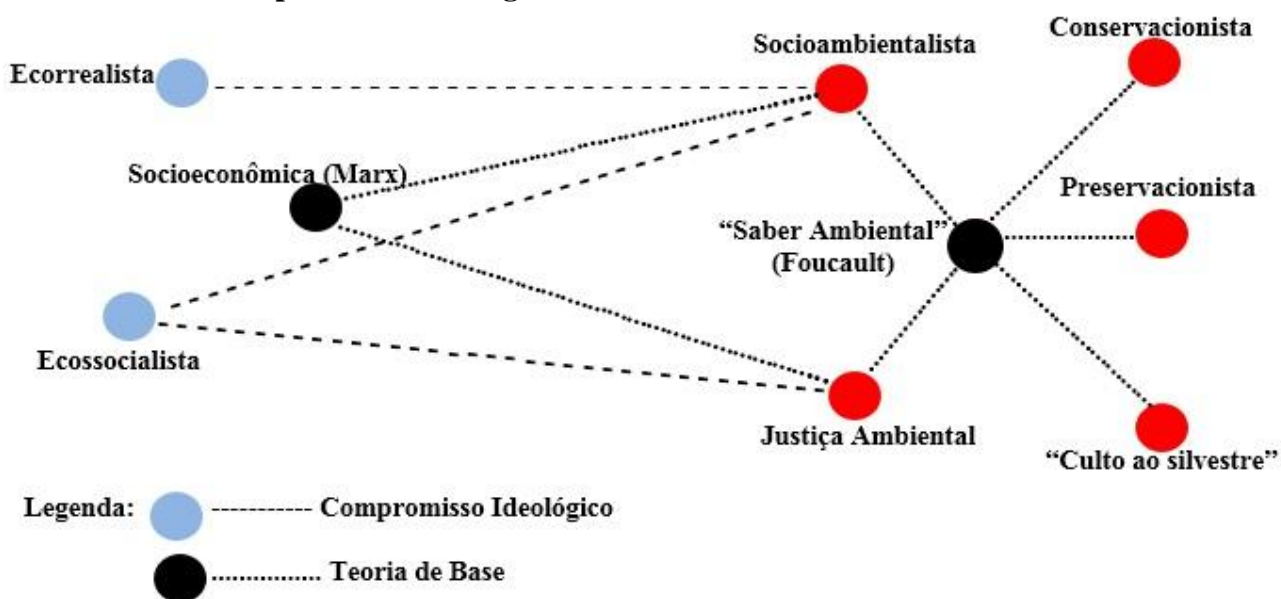 Conservacionista
Socioambientalista
Ecorrealista
Socioeconômica (Marx)
Preservacionista
“Saber Ambiental”
(Foucault)
Ecossocialista
Justiça Ambiental
“Culto ao silvestre”
Legenda:
Compromisso Ideológico
Teoria de Base